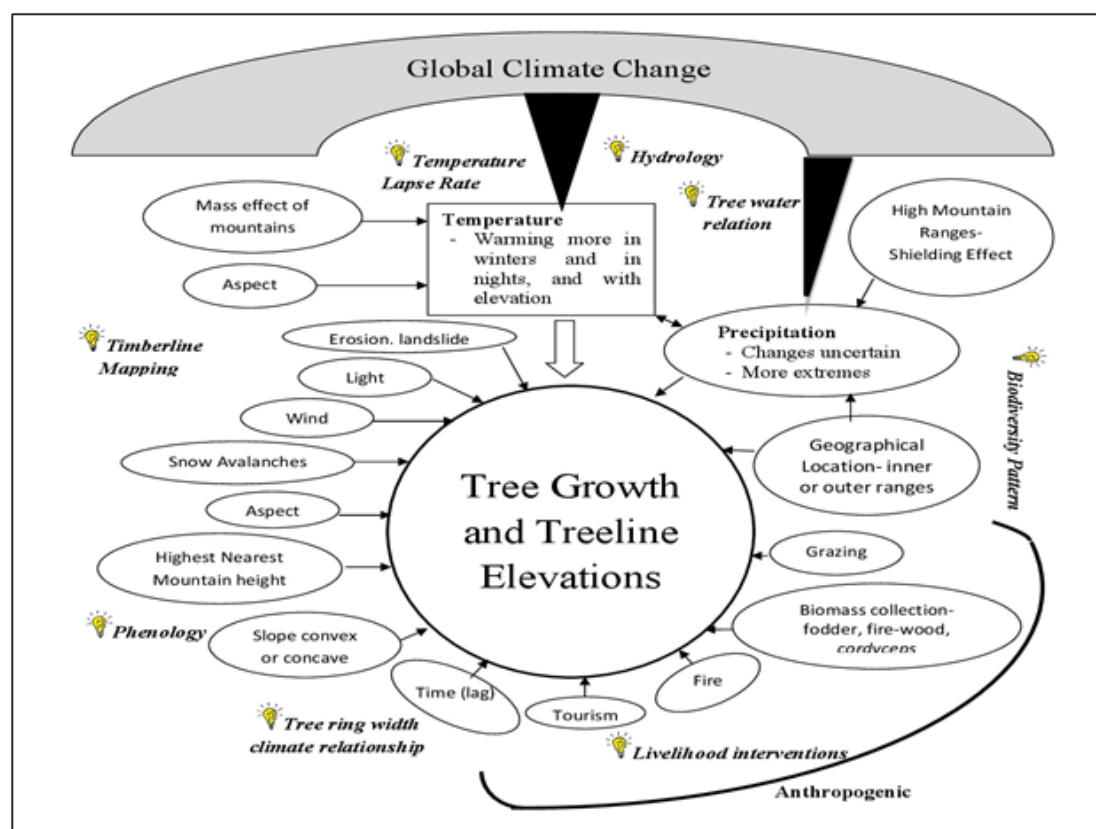 Global Climate Change
Temperature
Lapse Rate
Hydrology
Tree water
relation
Mass effect of
mountains
Aspect
Temperature
- Warming more in
winters and in
nights, and with
elevation
High Mountain
Ranges-
Shielding Effect
Precipitation
- Changes uncertain
- More extremes
Timberline
Mapping
Erosion. landslide
Light
Wind
Snow Avalanches
Aspect
Highest Nearest
Mountain height
Phenology
Slope convex
or concave
Time (lag)
Tree ring width
climate relationship
Tree Growth
and Treeline
Elevations
Geographical
Location- inner
or outer ranges
Biodiversity Pattern
Grazing
Biomass collection-
fodder, fire-wood,
cordyceps
Fire
Tourism
Livelihood interventions
Anthropogenic